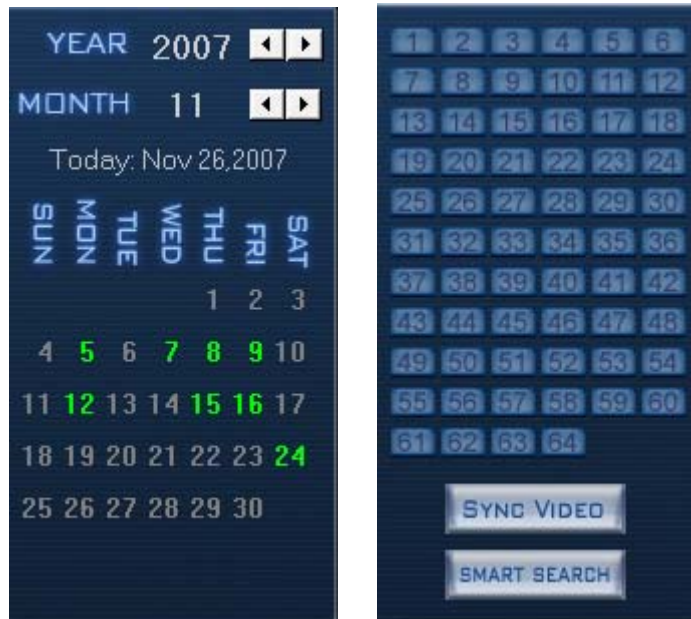 YEAR 2007
MONTH 11
Today: Nov 26,2007
SUN MON TUE WED THU FRI SAT
1 2 3
4 5 6 7 8 9 10
11 12 13 14 15 16 17
18 19 20 21 22 23 24
25 26 27 28 29 30
1 2 3 4 5 6
7 8 9 10 11 12
13 14 15 16 17 18
19 20 21 22 23 24
25 26 27 28 29 30
31 32 33 34 35 36
37 38 39 40 41 42
43 44 45 46 47 48
49 50 51 52 53 54
55 56 57 58 59 60
61 62 63 64
SYNC VIDEO
SMART SEARCH